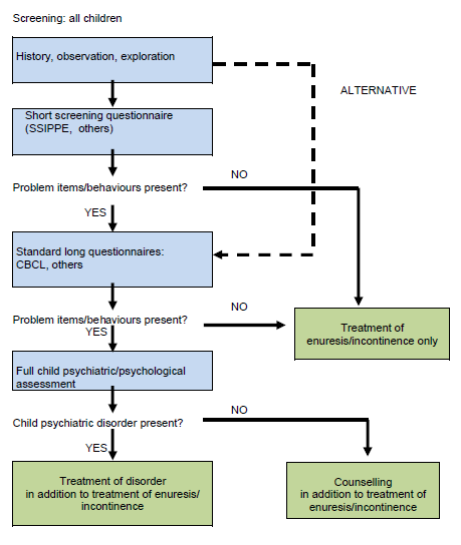 Screening: all children
History, observation, exploration
ALTERNATIVE
Short screening questionnaire
(SSIPPE, others)
Problem items/behaviours present?
NO
YES
Standard long questionnaires:
CBCL, others
Problem items/behaviours present?
NO
YES
Treatment of
enuresis/incontinence only
Full child psychiatric/psychological
assessment
Child psychiatric disorder present?
NO
YES
Treatment of disorder
in addition to treatment of enuresis/
incontinence
Counselling
in addition to treatment of
enuresis/incontinence